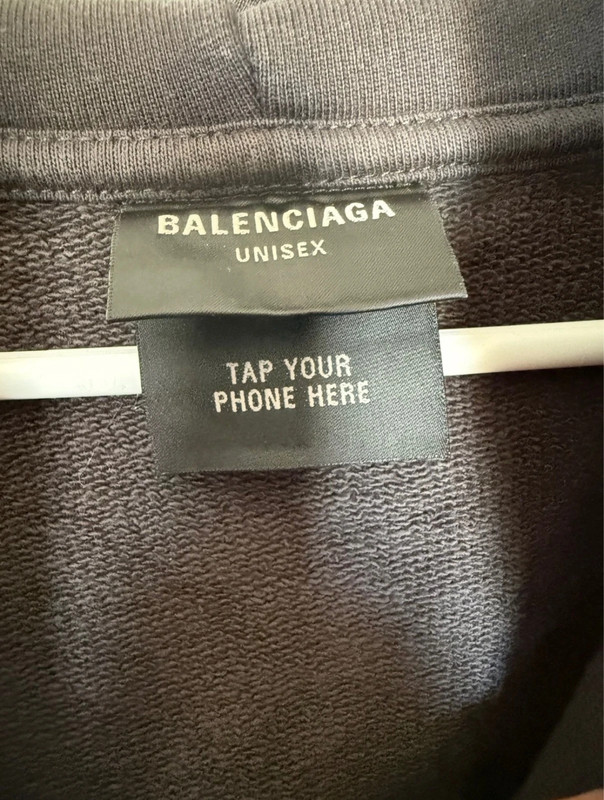 BALENCIAGA
UNISEX
TAP YOUR
PHONE HERE